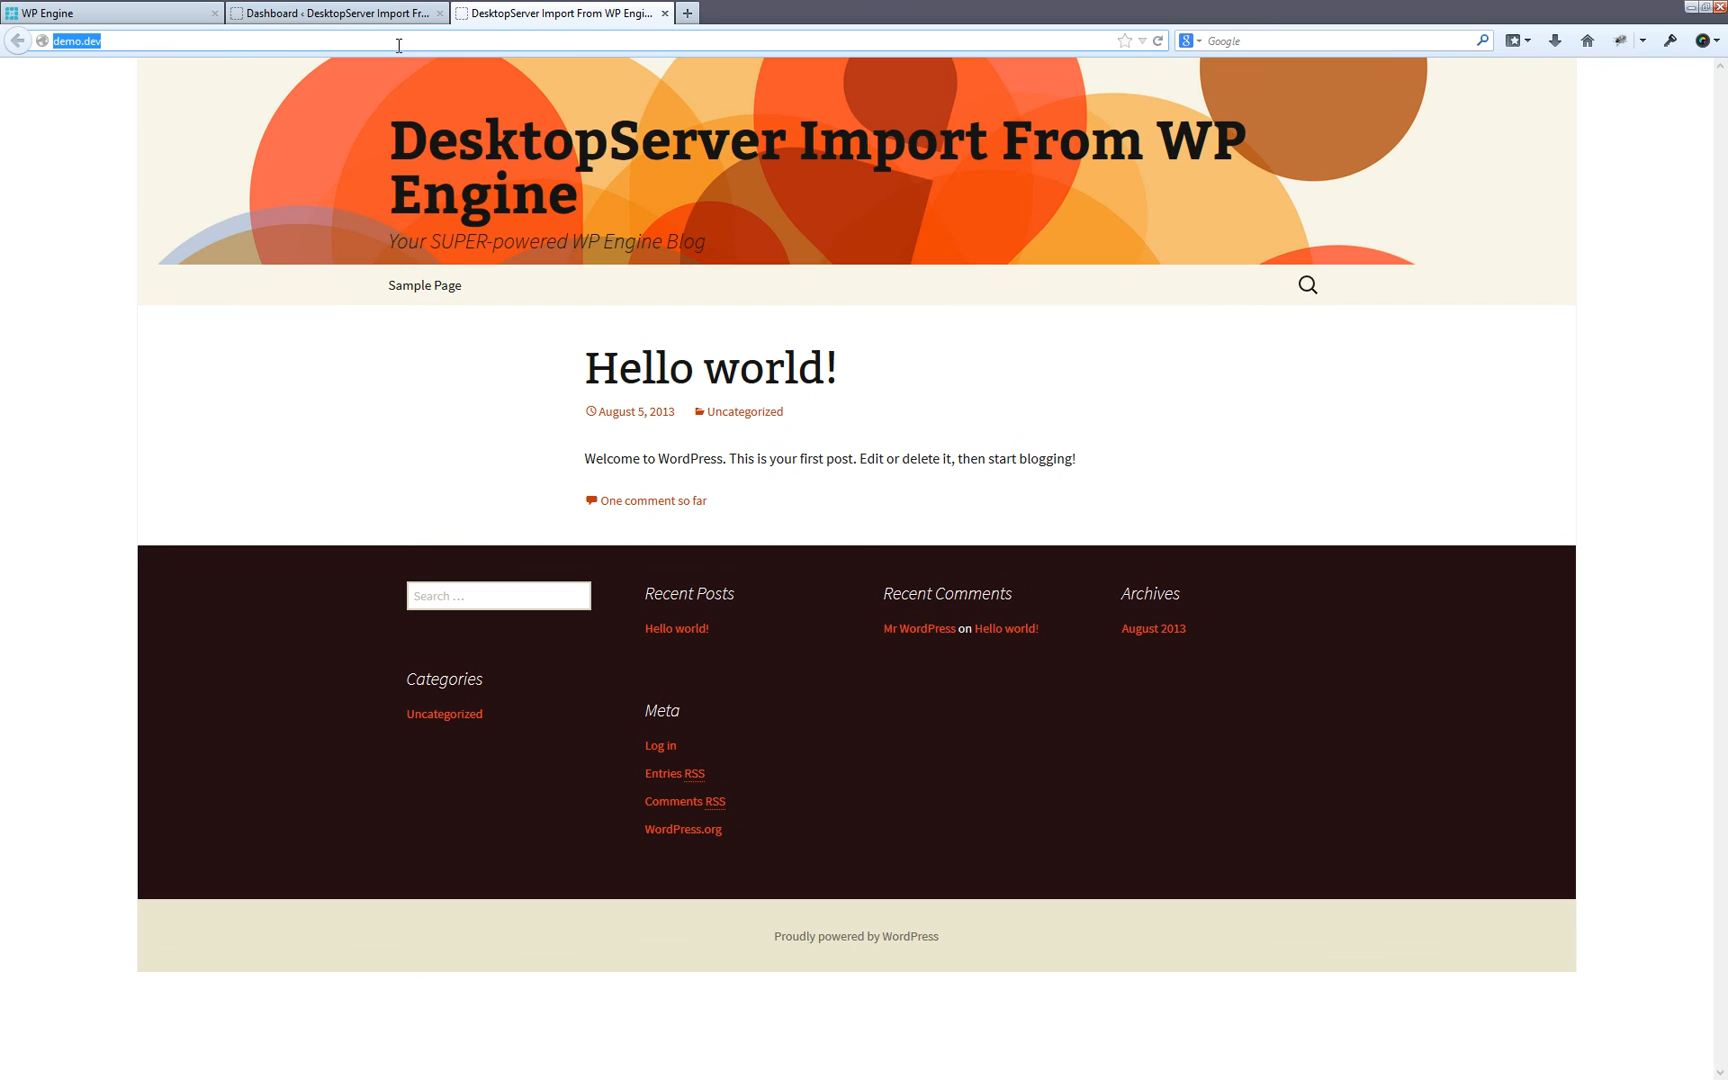 WP Engine
Dashboard ‹ DesktopServer Import Fr...
DesktopServer Import From WP Engi...
demo.dev
Google
DesktopServer Import From WP
Engine
Your SUPER-powered WP Engine Blog
Sample Page
Hello world!
August 5, 2013 Uncategorized
Welcome to WordPress. This is your first post. Edit or delete it, then start blogging!
One comment so far
Search ...
Categories
Uncategorized
Recent Posts
Hello world!
Meta
Log in
Entries RSS
Comments RSS
WordPress.org
Recent Comments
Mr WordPress on Hello world!
Archives
August 2013
Proudly powered by WordPress